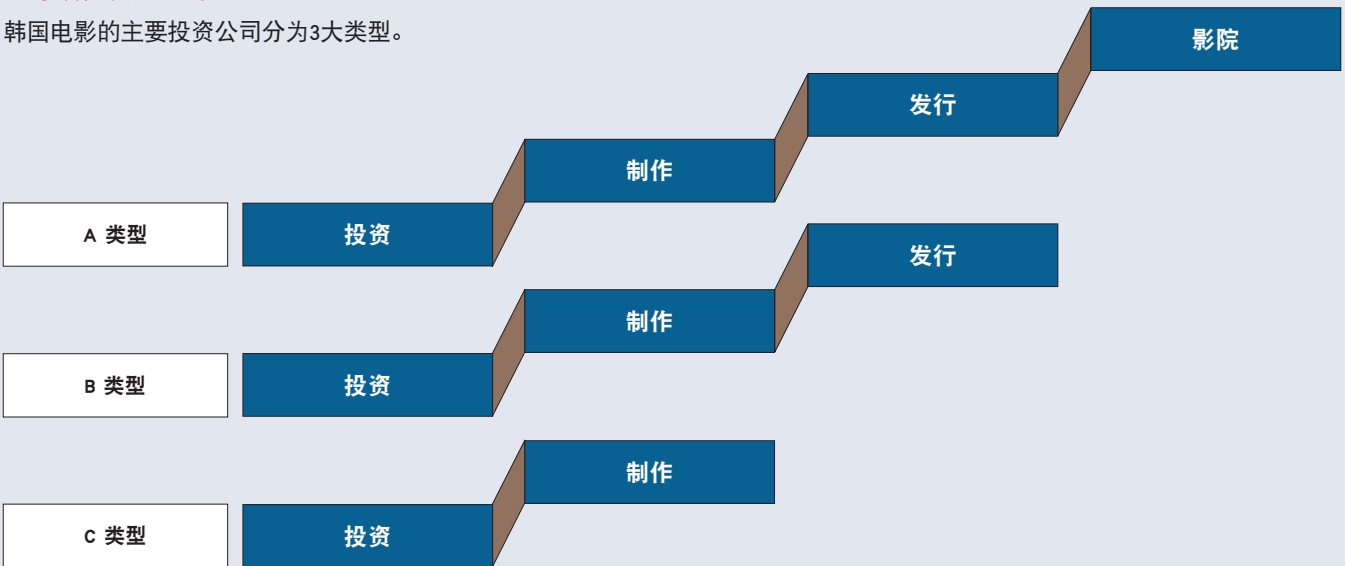 韩国电影的主要投资公司分为3大类型。
影院
发行
制作
A 类型
投资
发行
制作
B 类型
投资
制作
C 类型
投资